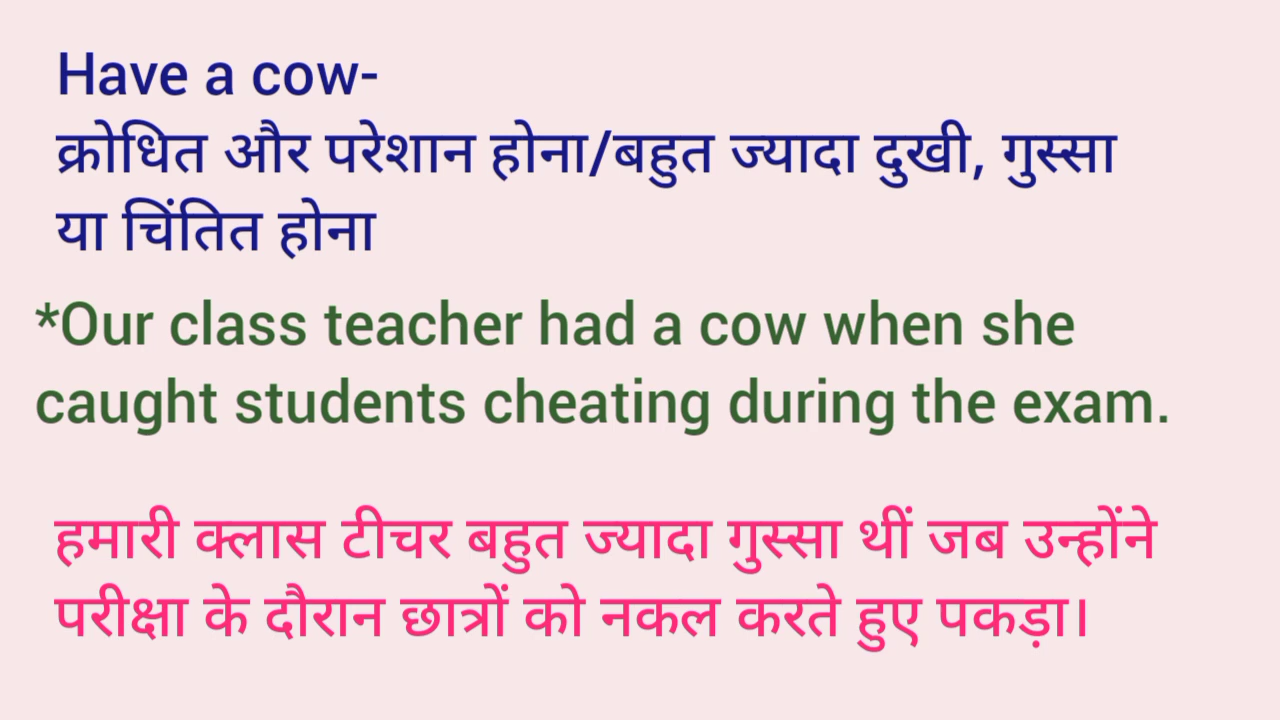 Have a cow-
क्रोधित और परेशान होना/बहुत ज्यादा दुखी, गुस्सा
या चिंतित होना
*Our class teacher had a cow when she
caught students cheating during the exam.
हमारी क्लास टीचर बहुत ज्यादा गुस्सा थीं जब उन्होंने
परीक्षा के दौरान छात्रों को नकल करते हुए पकड़ा।